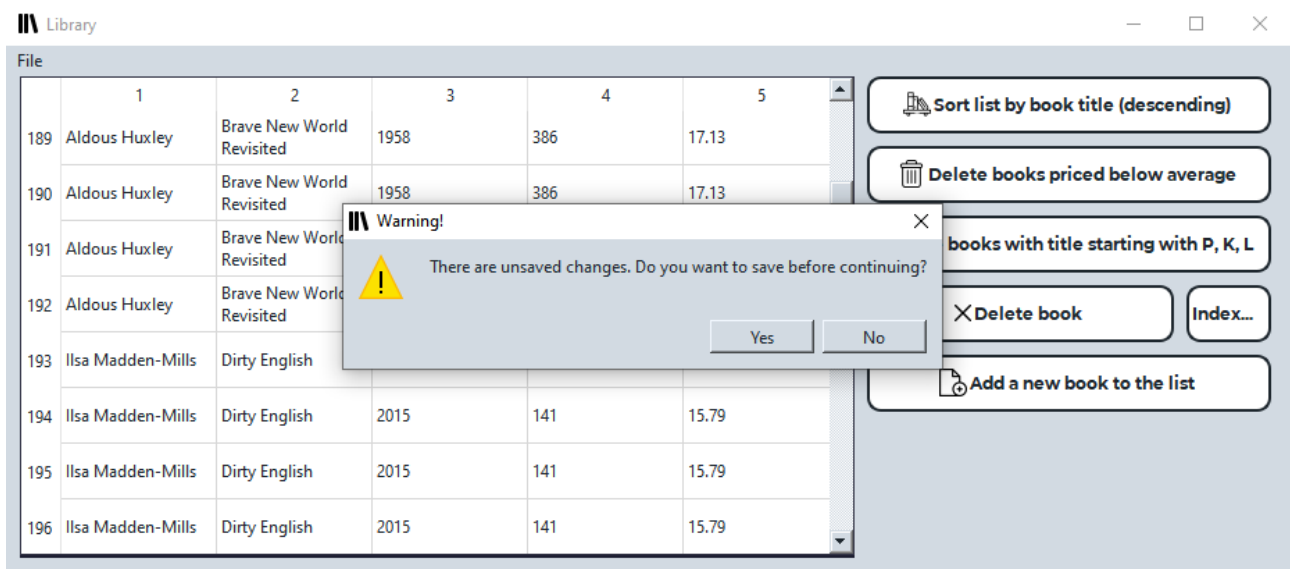 Library
File
1 2 3 4 5
189 Aldous Huxley Brave New World Revisited 1958 386 17.13
190 Aldous Huxley Brave New World Revisited 1958 386 17.13
191 Aldous Huxley Brave New World Revisited
192 Aldous Huxley Brave New World Revisited
193 Ilsa Madden-Mills Dirty English
194 Ilsa Madden-Mills Dirty English 2015 141 15.79
195 Ilsa Madden-Mills Dirty English 2015 141 15.79
196 Ilsa Madden-Mills Dirty English 2015 141 15.79
Warning!
There are unsaved changes. Do you want to save before continuing?
Yes No
Sort list by book title (descending)
Delete books priced below average
books with title starting with P, K, L
Delete book
Index...
Add a new book to the list